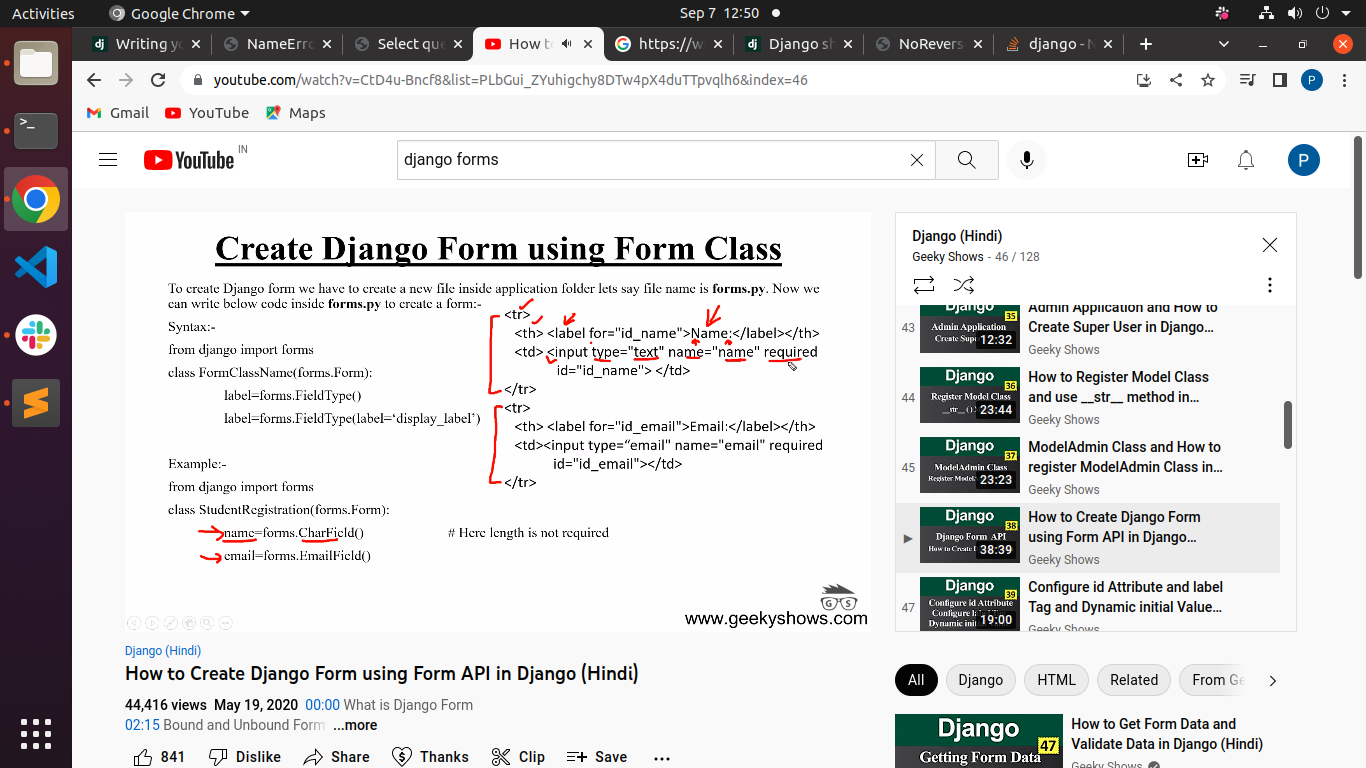 Activities
Google Chrome
Sep 7 12:50
Writing yo
NameErro
Select que
How to
https://w
Django sh
NoRevers
django - N
youtube.com/watch?v=CtD4u-Bncf8&list=PLbGui_ZYuhigchy8DTw4pX4duTTpvqlh6&index=46
P
Gmail
YouTube
Maps
YouTube IN
django forms
P
Create Django Form using Form Class
To create Django form we have to create a new file inside application folder lets say file name is forms.py. Now we
can write below code inside forms.py to create a form:-
Syntax:-
from django import forms
class FormClassName(forms.Form):
label=forms.FieldType()
label=forms.FieldType(label=‘display_label’)
Example:-
from django import forms
class StudentRegistration(forms.Form):
name=forms.CharField() # Here length is not required
email=forms.EmailField()
<tr>
<th> <label for="id_name">Name:</label></th>
<td> <input type="text" name="name" required
id="id_name"> </td>
</tr>
<tr>
<th> <label for="id_email">Email:</label></th>
<td><input type=“email" name="email" required
id="id_email"></td>
</tr>
G S
www.geekyshows.com
Django (Hindi)
How to Create Django Form using Form API in Django (Hindi)
44,416 views May 19, 2020 00:00 What is Django Form
02:15 Bound and Unbound Form ...more
841
Dislike
Share
Thanks
Clip
Save
Django (Hindi)
Geeky Shows - 46 / 128
43
35
Admin Application
12:32
Admin Application and How to
Create Super User in Django...
Geeky Shows
44
Django
36
Register Model Class
23:44
How to Register Model Class
and use __str__ method in...
Geeky Shows
45
Django
37
ModelAdmin Class
23:23
ModelAdmin Class and How to
register ModelAdmin Class in...
Geeky Shows
Django
38
Django Form API
38:39
How to Create Django Form
using Form API in Django...
Geeky Shows
47
Django
39
Configure id Attribute
19:00
Configure id Attribute and label
Tag and Dynamic initial Value...
Geeky Shows
All
Django
HTML
Related
From Ge
Django
47
Getting Form Data
How to Get Form Data and
Validate Data in Django (Hindi)
Geeky Shows